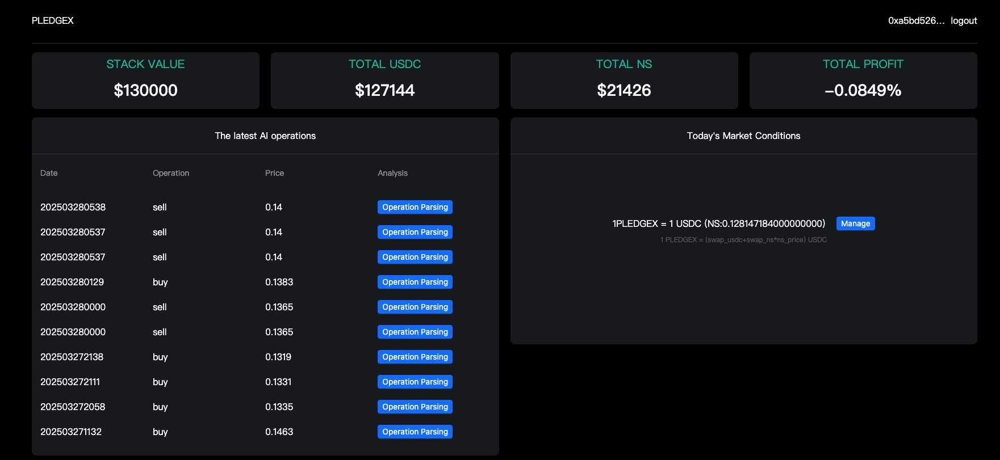 PLEDGEX
0xa5bd526... logout
STACK VALUE
$130000
TOTAL USDC
$127144
TOTAL NS
$21426
TOTAL PROFIT
-0.0849%
The latest AI operations
Date Operation Price Analysis
202503280538 sell 0.14 Operation Parsing
202503280537 sell 0.14 Operation Parsing
202503280537 sell 0.14 Operation Parsing
202503280129 buy 0.1383 Operation Parsing
202503280000 sell 0.1365 Operation Parsing
202503280000 sell 0.1365 Operation Parsing
202503272138 buy 0.1319 Operation Parsing
202503272111 buy 0.1331 Operation Parsing
202503272058 buy 0.1335 Operation Parsing
202503271132 buy 0.1463 Operation Parsing
Today's Market Conditions
1PLEDGEX = 1 USDC (NS:0.128147184000000000) Manage
1 PLEDGEX = (swap_usdc+swap_ns*ns_price) USDC